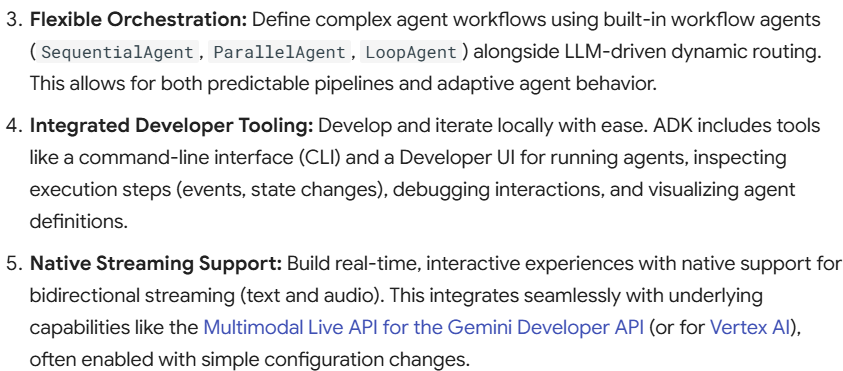 3. Flexible Orchestration: Define complex agent workflows using built-in workflow agents
(SequentialAgent, ParallelAgent, LoopAgent) alongside LLM-driven dynamic routing.
This allows for both predictable pipelines and adaptive agent behavior.
4. Integrated Developer Tooling: Develop and iterate locally with ease. ADK includes tools
like a command-line interface (CLI) and a Developer UI for running agents, inspecting
execution steps (events, state changes), debugging interactions, and visualizing agent
definitions.
5. Native Streaming Support: Build real-time, interactive experiences with native support for
bidirectional streaming (text and audio). This integrates seamlessly with underlying
capabilities like the Multimodal Live API for the Gemini Developer API (or for Vertex AI),
often enabled with simple configuration changes.